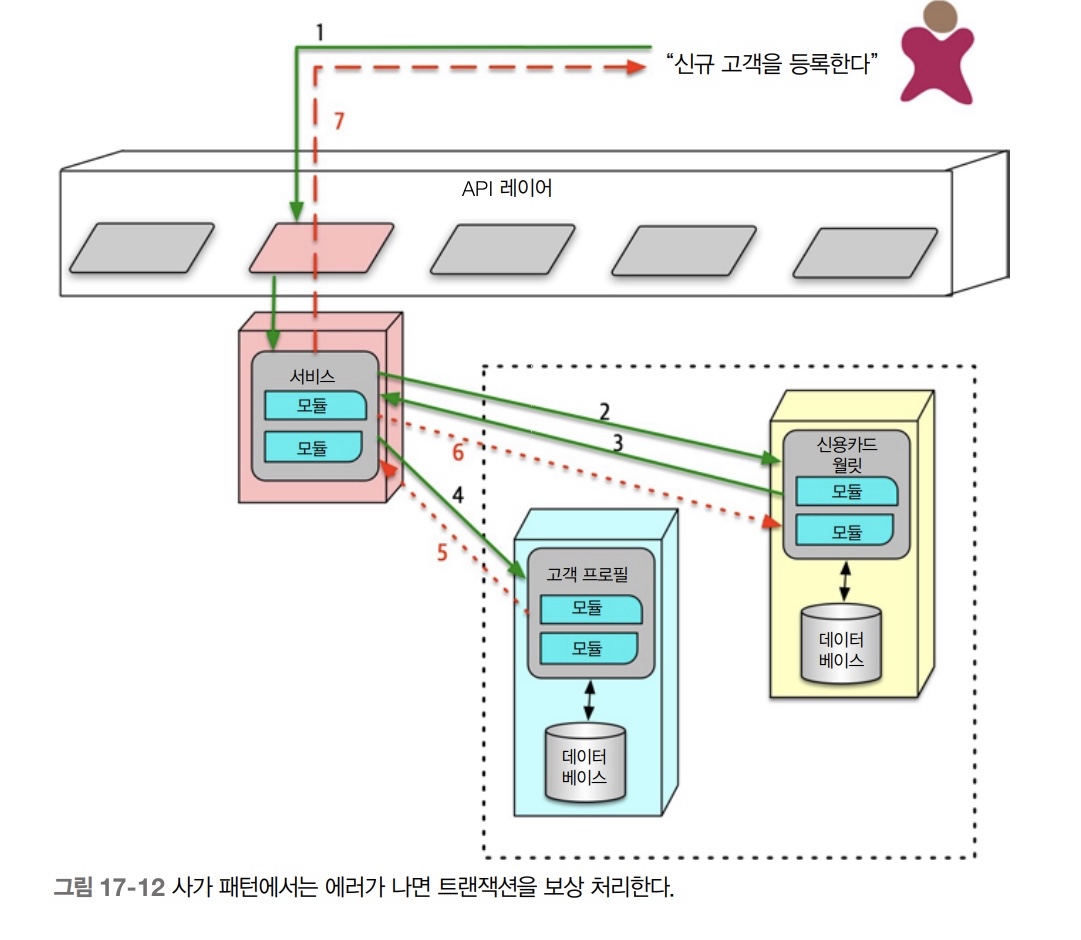 1
“신규 고객을 등록한다”
7
API 레이어
서비스
모듈
모듈
2
3
6
4
5
신용카드
월릿
모듈
모듈
데이터
베이스
고객 프로필
모듈
모듈
데이터
베이스
그림 17-12 사가 패턴에서는 에러가 나면 트랜잭션을 보상 처리한다.